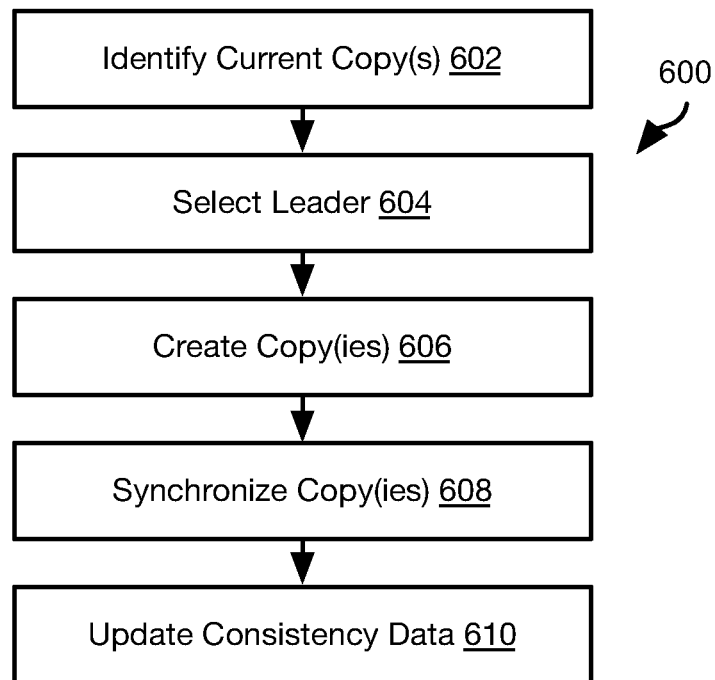 Identify Current Copy(s) 602
600
Select Leader 604
Create Copy(ies) 606
Synchronize Copy(ies) 608
Update Consistency Data 610